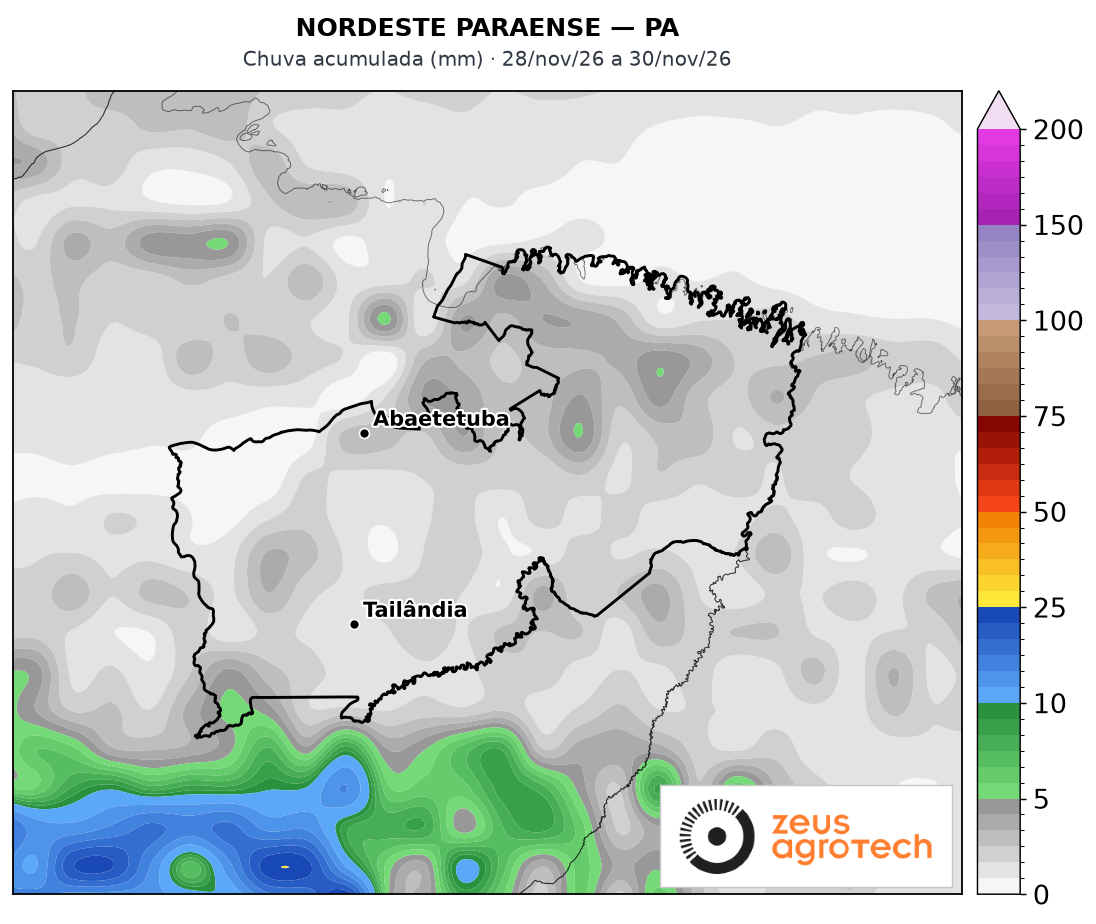 NORDESTE PARAENSE — PA
Chuva acumulada (mm) · 28/nov/26 a 30/nov/26
200
150
100
75
50
25
10
5
0
Abaetetuba
Tailândia
zeus
agrotech